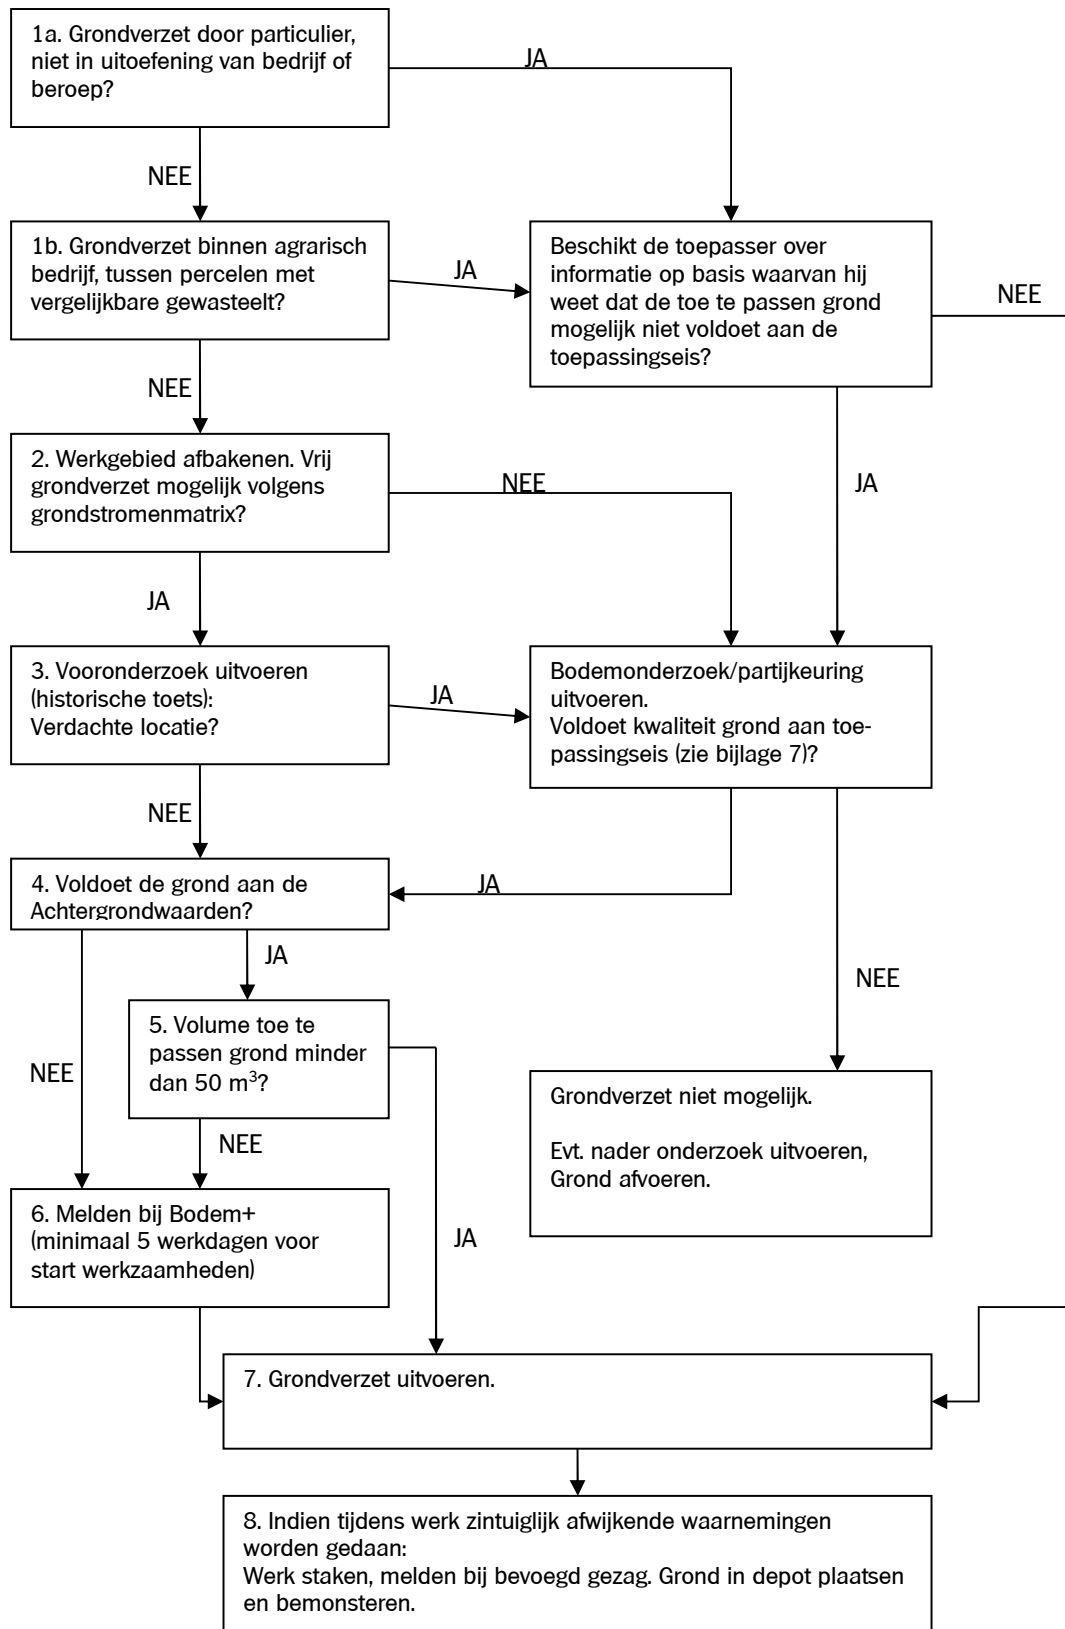 1a. Grondverzet door particulier,
niet in uitoefening van bedrijf of
beroep?
JA
NEE
1b. Grondverzet binnen agrarisch
bedrijf, tussen percelen met
vergelijkbare gewasteelt?
JA
Beschikt de toepasser over
informatie op basis waarvan hij
weet dat de toe te passen grond
mogelijk niet voldoet aan de
toepassingseis?
NEE
NEE
JA
2. Werkgebied afbakenen. Vrij
grondverzet mogelijk volgens
grondstromenmatrix?
NEE
JA
3. Vooronderzoek uitvoeren
(historische toets):
Verdachte locatie?
JA
Bodemonderzoek/partijkeuring
uitvoeren.
Voldoet kwaliteit grond aan toe-
passingseis (zie bijlage 7)?
NEE
4. Voldoet de grond aan de
Achtergrondwaarden?
JA
JA
NEE
5. Volume toe te
passen grond minder
dan 50 m³?
NEE
NEE
JA
Grondverzet niet mogelijk.
Evt. nader onderzoek uitvoeren,
Grond afvoeren.
6. Melden bij Bodem+
(minimaal 5 werkdagen voor
start werkzaamheden)
7. Grondverzet uitvoeren.
8. Indien tijdens werk zintuiglijk afwijkende waarnemingen
worden gedaan:
Werk staken, melden bij bevoegd gezag. Grond in depot plaatsen
en bemonsteren.